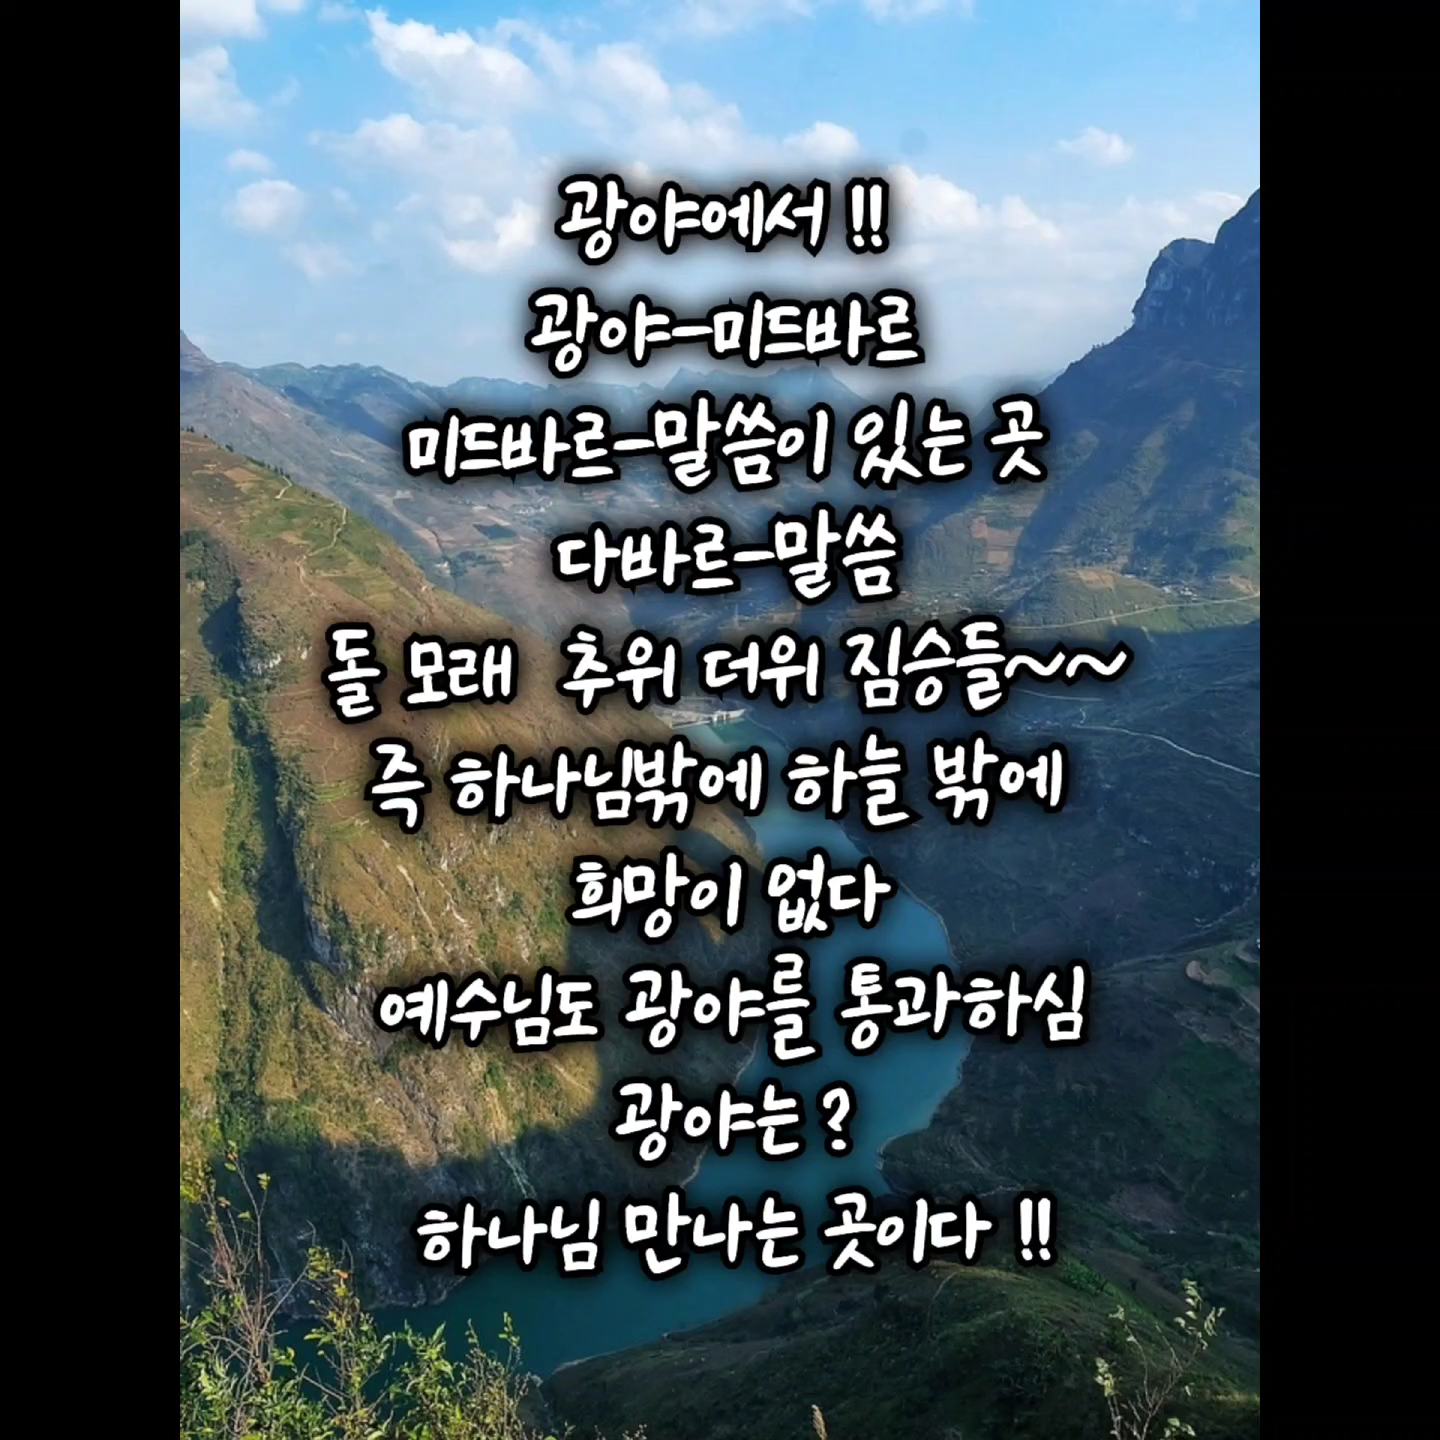 광야에서 !!
광야-미드바르
미드바르-말씀이 있는 곳
다바르-말씀
돌 모래 추위 더위 짐승들~~
즉 하나님밖에 하늘 밖에
희망이 없다
예수님도 광야를 통과하심
광야는 ?
하나님 만나는 곳이다 !!